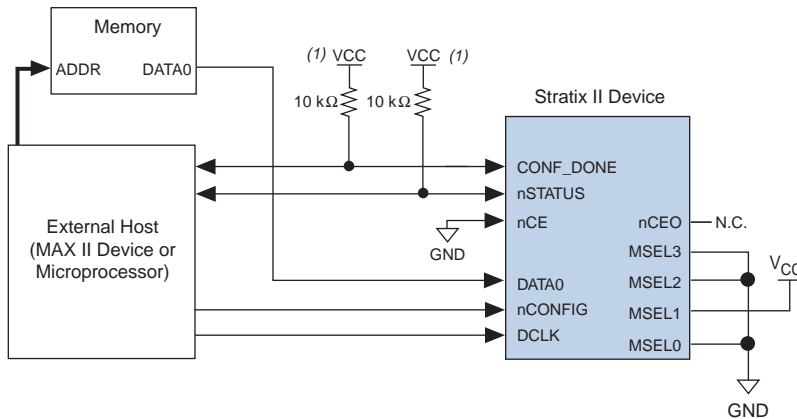 Memory
ADDR DATA0
(1) VCC VCC (1)
10 kΩ 10 kΩ
Stratix II Device
External Host
(MAX II Device or
Microprocessor)
CONF_DONE
nSTATUS
nCE
GND
DATA0
nCONFIG
DCLK
nCEO N.C.
MSEL3
MSEL2
MSEL1
MSEL0
VCC
GND